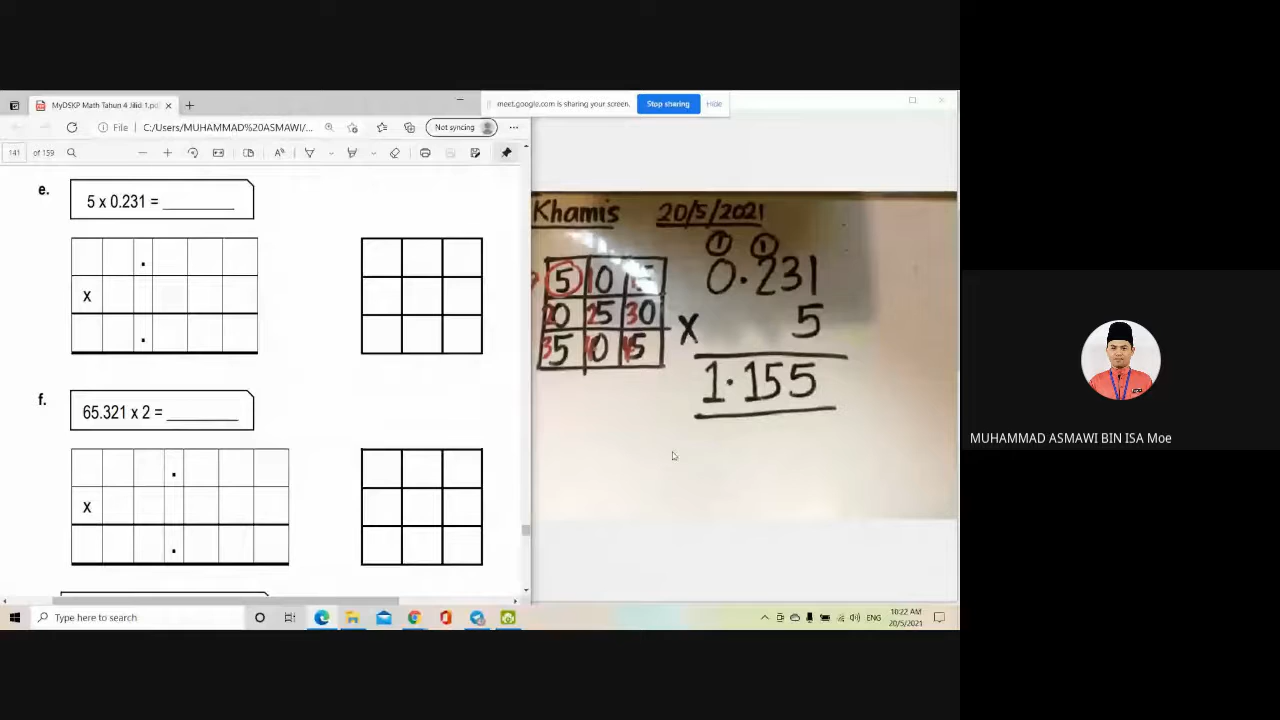 MyDSKP Math Tahun 4 Jilid 1.pd
meet.google.com is sharing your screen.
Stop sharing
Hide
File
C:/Users/MUHAMMAD%20ASMAWI/...
Not syncing
141 of 159
e.
5 x 0.231 = ________
.
x
.
f.
65.321 x 2 = ________
.
x
.
Khamis 20/5/2021
5 10
20 25 30
35 40 45
1 1
0.231
x 5
1.155
MUHAMMAD ASMAWI BIN ISA Moe
Type here to search
ENG
10:22 AM
20/5/2021